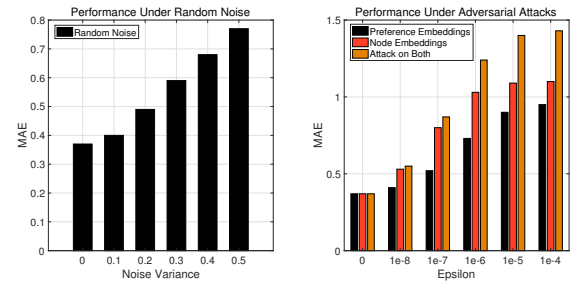 Performance Under Random Noise
Random Noise
0.8
0.7
0.6
0.5
0.4
0.3
0.2
0.1
0
MAE
0 0.1 0.2 0.3 0.4 0.5
Noise Variance
Performance Under Adversarial Attacks
Preference Embeddings
Node Embeddings
Attack on Both
1.5
1
0.5
0
MAE
0 1e-8 1e-7 1e-6 1e-5 1e-4
Epsilon